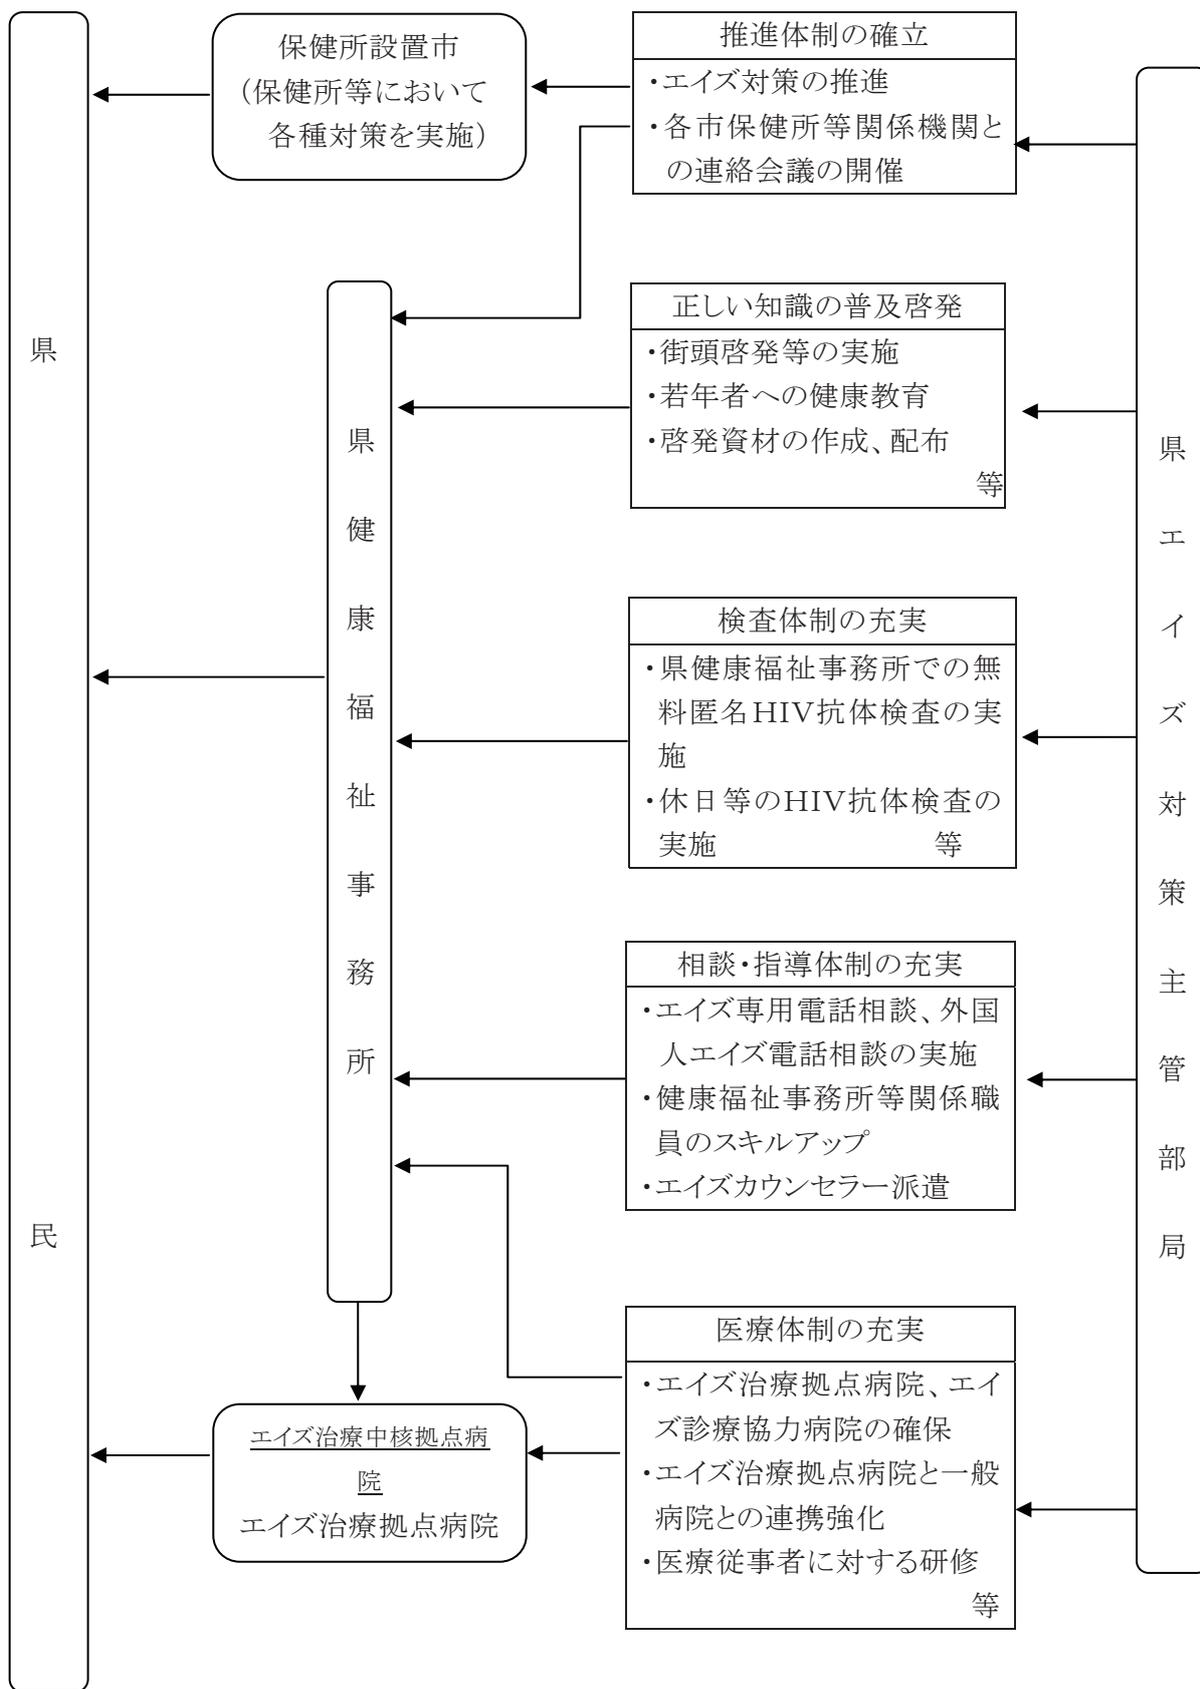 県民
保健所設置市
（保健所等において
各種対策を実施）
県健康福祉事務所
エイズ治療中核拠点病
院
エイズ治療拠点病院
推進体制の確立
・エイズ対策の推進
・各市保健所等関係機関と
の連絡会議の開催
正しい知識の普及啓発
・街頭啓発等の実施
・若年者への健康教育
・啓発資材の作成、配布
等
検査体制の充実
・県健康福祉事務所での無
料匿名HIV抗体検査の実
施
・休日等のHIV抗体検査の
実施 等
相談・指導体制の充実
・エイズ専用電話相談、外国
人エイズ電話相談の実施
・健康福祉事務所等関係職
員のスキルアップ
・エイズカウンセラー派遣
医療体制の充実
・エイズ治療拠点病院、エイ
ズ診療協力病院の確保
・エイズ治療拠点病院と一般
病院との連携強化
・医療従事者に対する研修
等
県エイズ対策主管部局